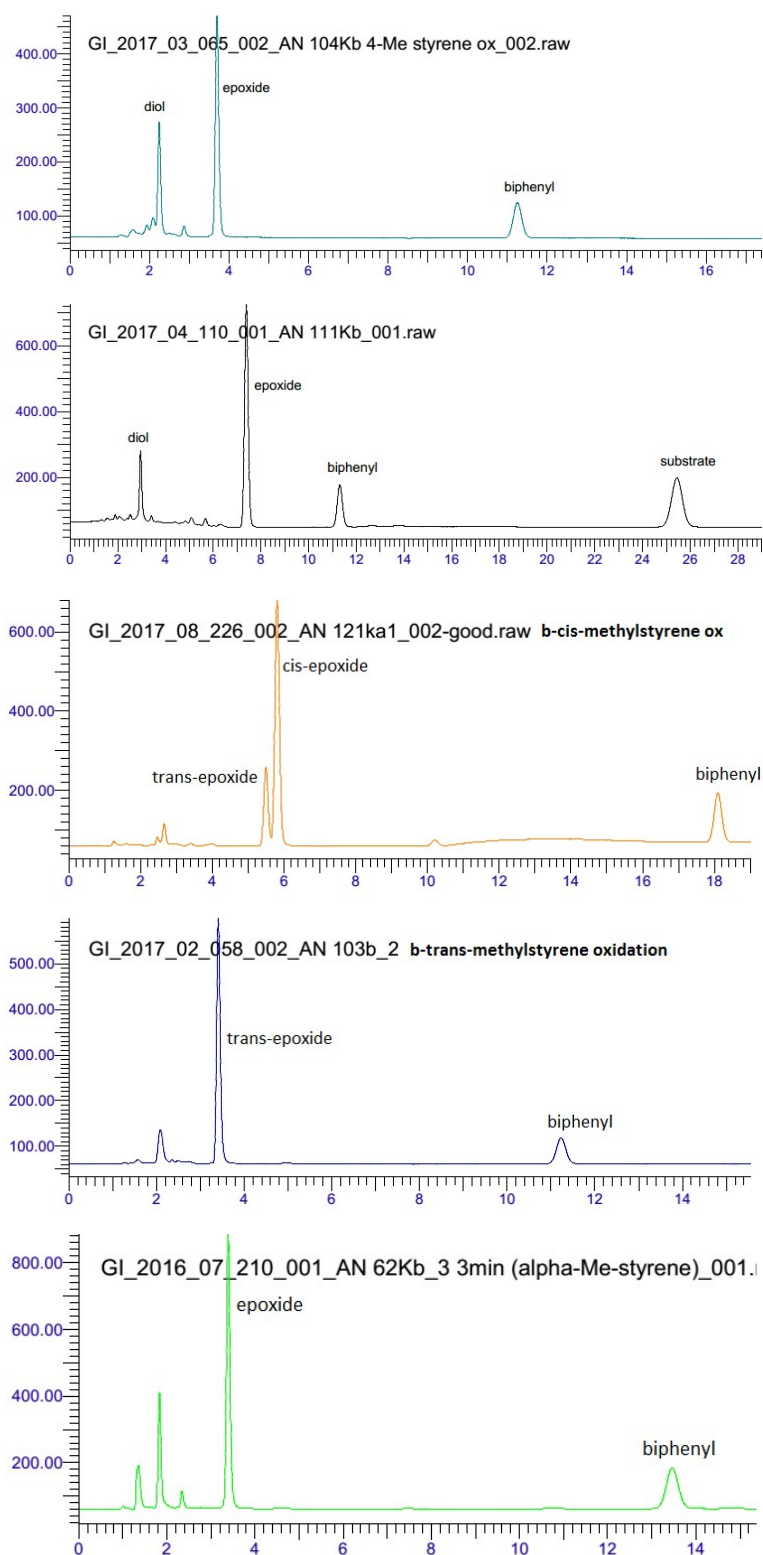 GI_2017_03_065_002_AN 104Kb 4-Me styrene ox_002.raw
400.00
epoxide
diol
300.00
200.00
biphenyl
100.00
0 2 4 6 8 10 12 14 16
GI_2017_04_110_001_AN 111Kb_001.raw
600.00
epoxide
400.00
diol
biphenyl
substrate
200.00
0 2 4 6 8 10 12 14 16 18 20 22 24 26 28
GI_2017_08_226_002_AN 121ka1_002-good.raw b-cis-methylstyrene ox
600.00
cis-epoxide
400.00
trans-epoxide
biphenyl
200.00
0 2 4 6 8 10 12 14 16 18
GI_2017_02_058_002_AN 103b_2 b-trans-methylstyrene oxidation
500.00
400.00
trans-epoxide
300.00
200.00
biphenyl
100.00
0 2 4 6 8 10 12 14
GI_2016_07_210_001_AN 62Kb_3 3min (alpha-Me-styrene)_001.
800.00
epoxide
600.00
400.00
biphenyl
200.00
0 2 4 6 8 10 12 14